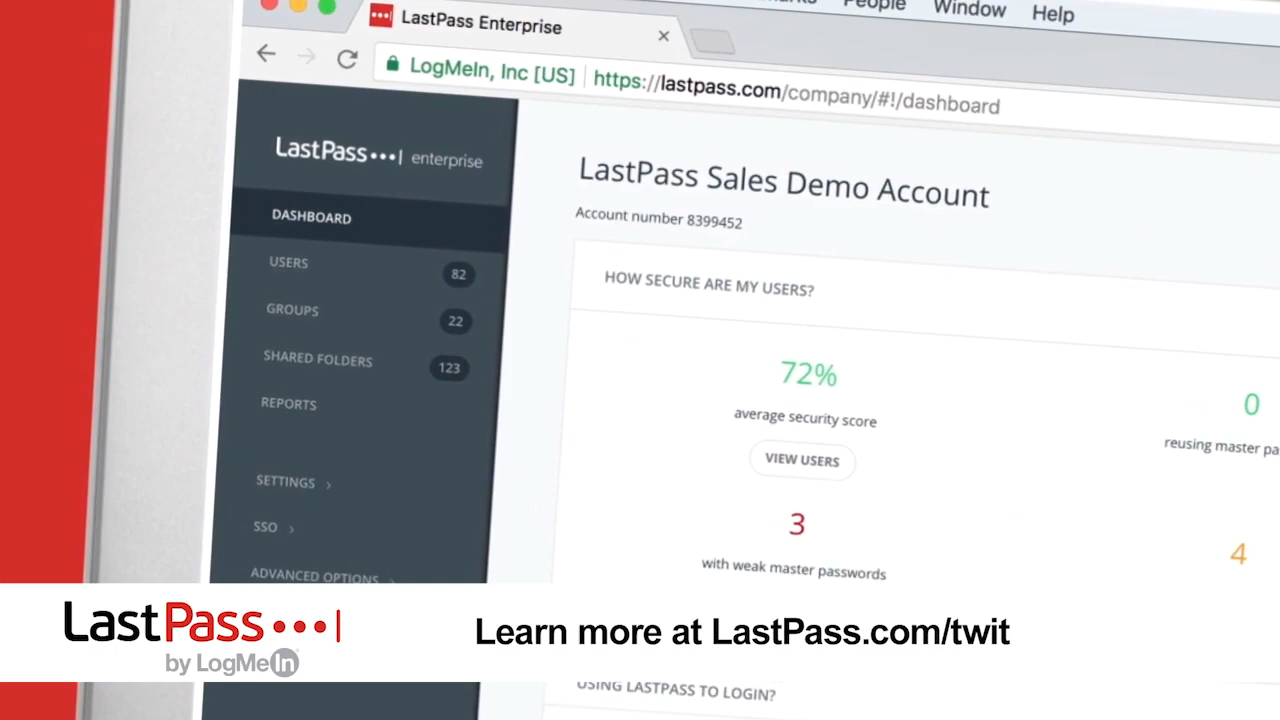 People Window Help
LastPass Enterprise
LogMeIn, Inc [US] https://lastpass.com/company/#!/dashboard
LastPass •••| enterprise
DASHBOARD
USERS 82
GROUPS 22
SHARED FOLDERS 123
REPORTS
SETTINGS
SSO
ADVANCED OPTIONS
LastPass Sales Demo Account
Account number 8399452
HOW SECURE ARE MY USERS?
72%
average security score
VIEW USERS
0
reusing master pa
3
with weak master passwords
4
USING LASTPASS TO LOGIN?
LastPass •••|
by LogMeIn
Learn more at LastPass.com/twit